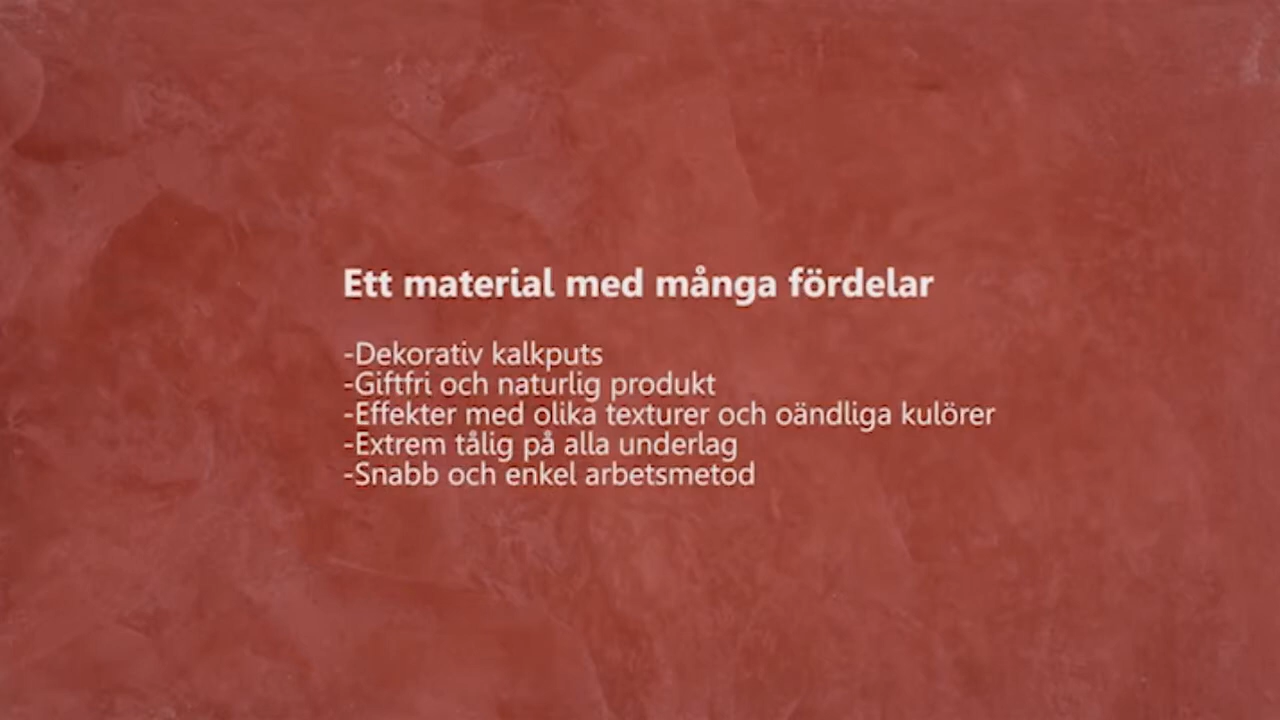 Ett material med många fördelar
-Dekorativ kalkputs
-Giftfri och naturlig produkt
-Effekter med olika texturer och oändliga kulörer
-Extrem tålig på alla underlag
-Snabb och enkel arbetsmetod